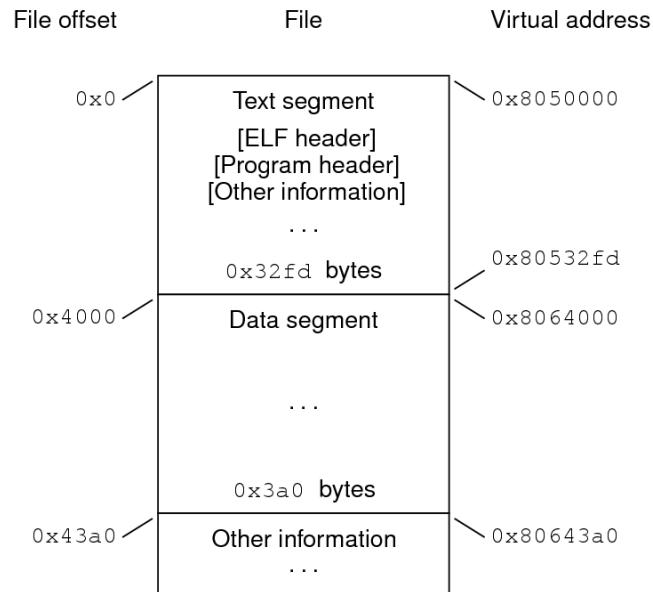 File offset File Virtual address
0x0 Text segment 0x8050000
[ELF header]
[Program header]
[Other information]
. . .
0x80532fd
0x32fd bytes
0x4000 Data segment 0x8064000
. . .
0x3a0 bytes
0x43a0 Other information 0x80643a0
. . .